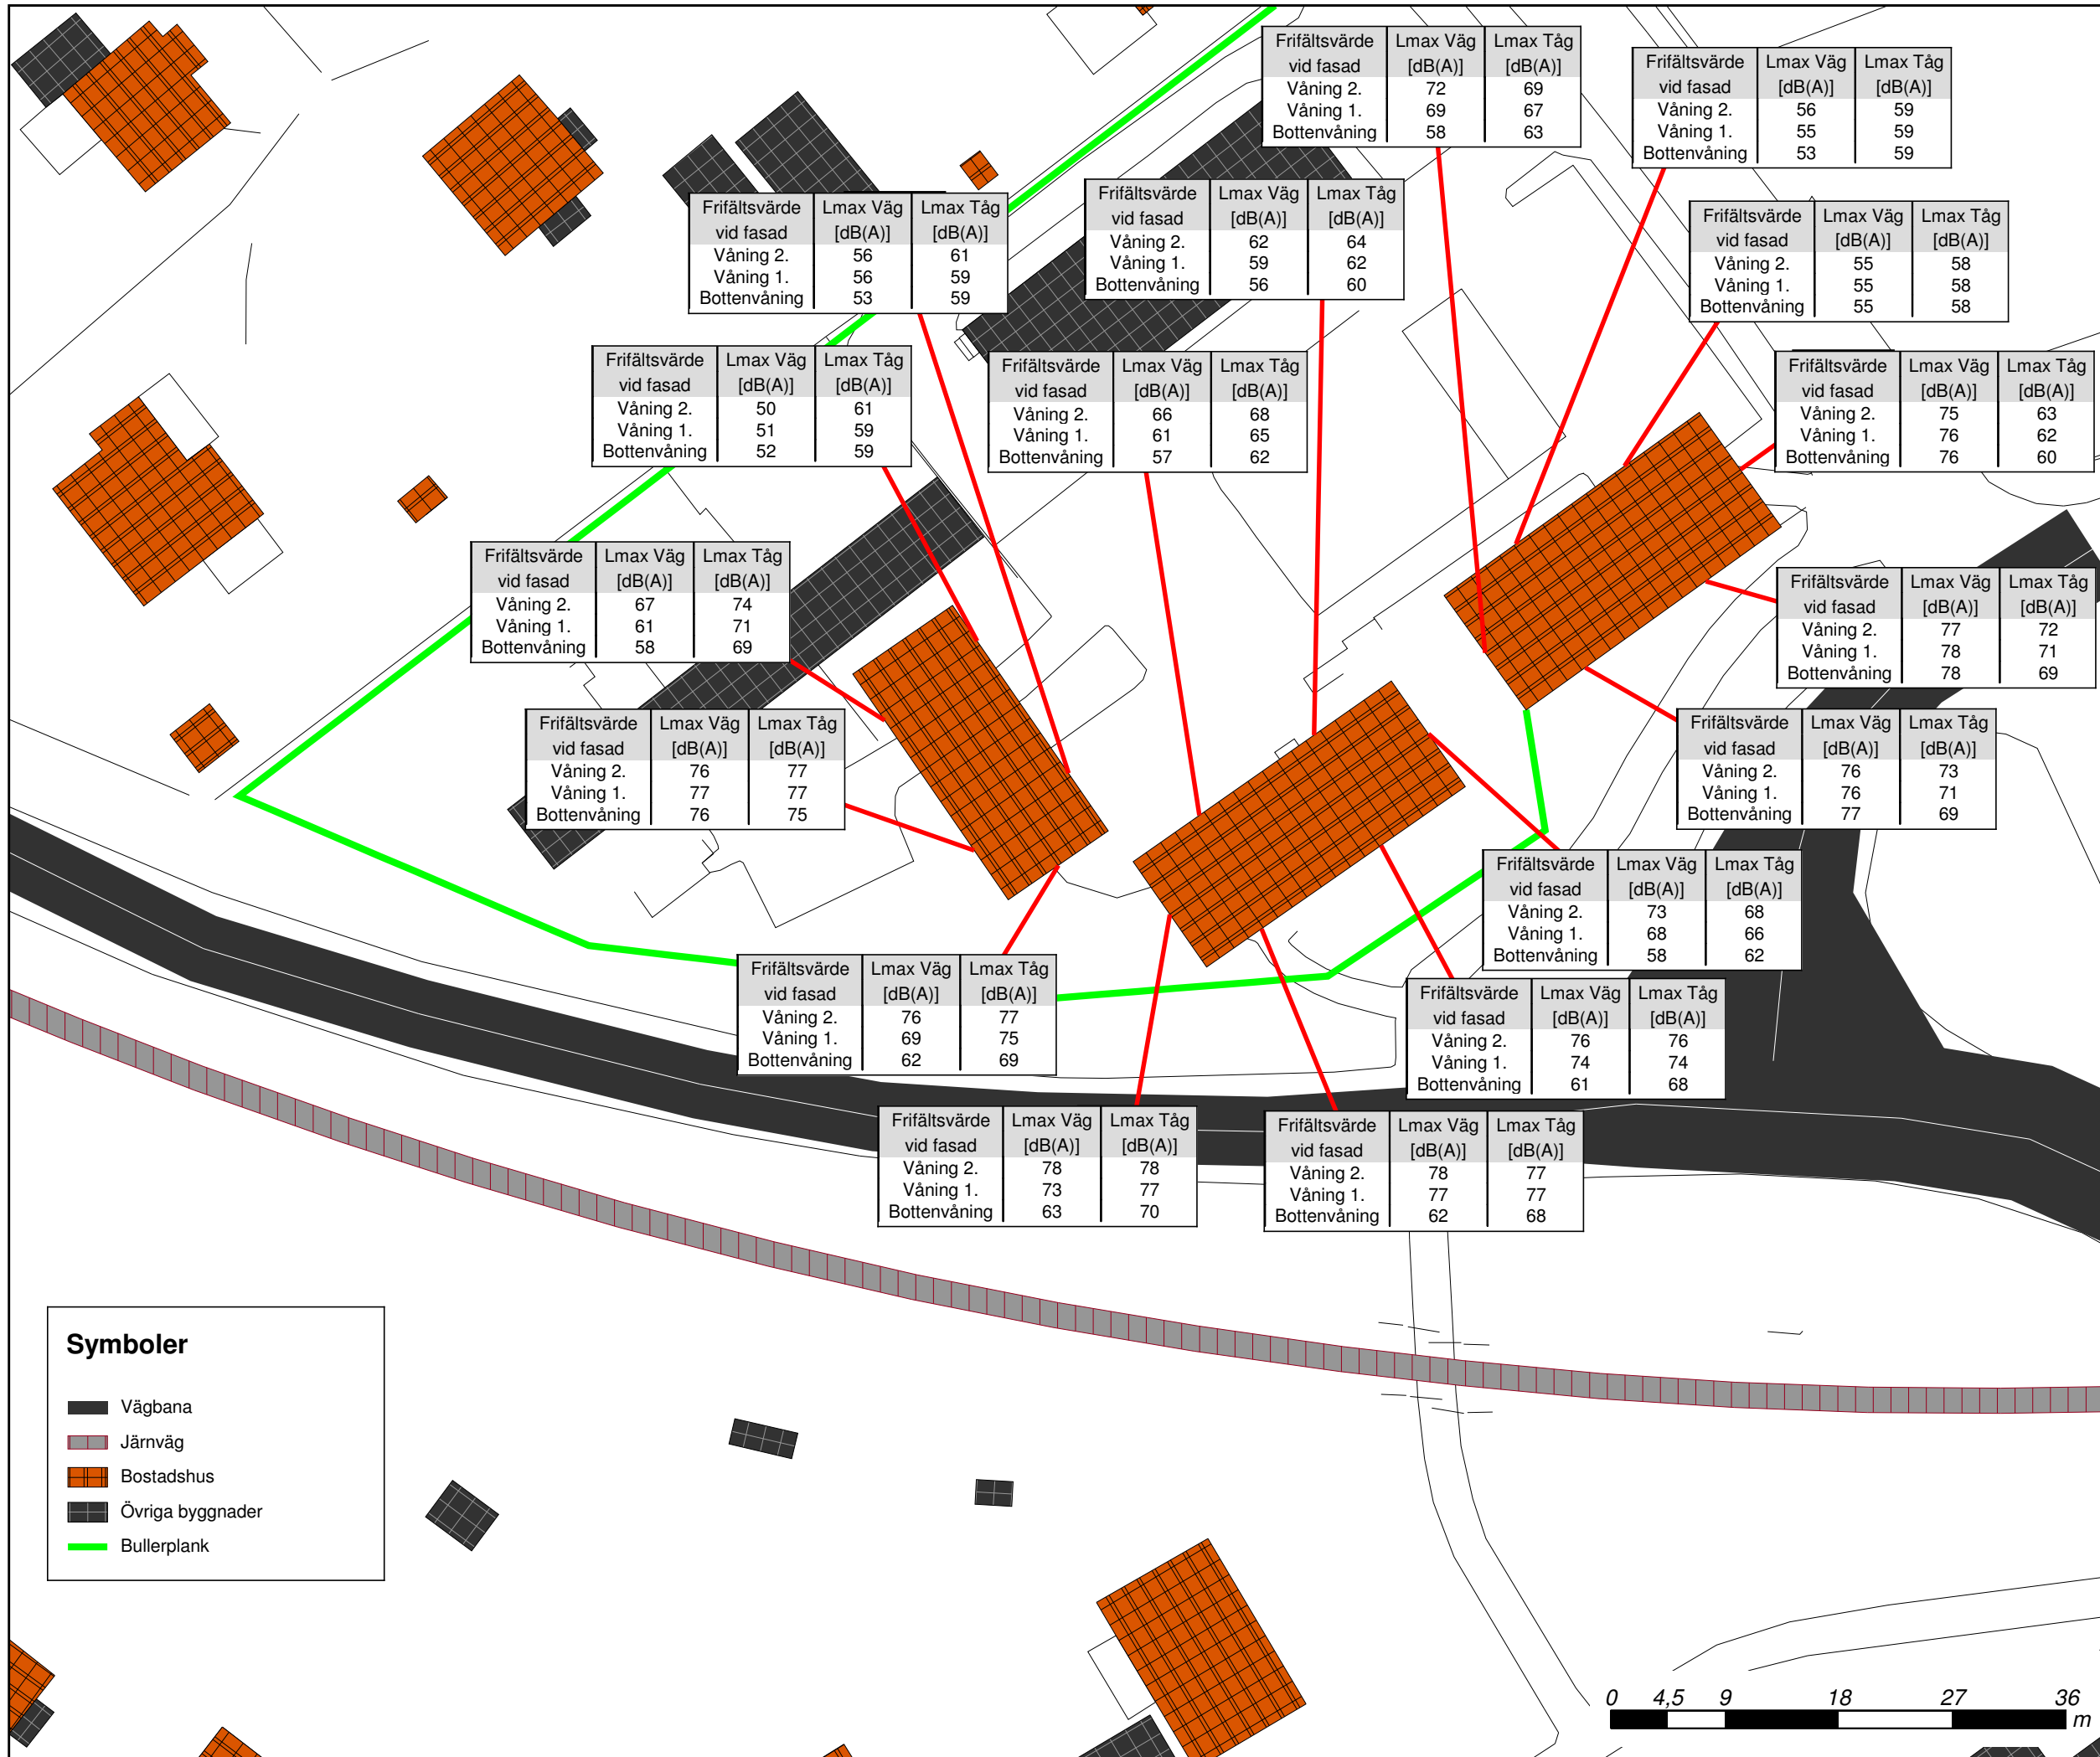 Frifältsvärde Lmax Väg Lmax Tåg
vid fasad [dB(A)] [dB(A)]
Våning 2. 72 69
Våning 1. 69 67
Bottenvåning 58 63
Frifältsvärde Lmax Väg Lmax Tåg
vid fasad [dB(A)] [dB(A)]
Våning 2. 56 59
Våning 1. 55 59
Bottenvåning 53 59
Frifältsvärde Lmax Väg Lmax Tåg
vid fasad [dB(A)] [dB(A)]
Våning 2. 56 61
Våning 1. 56 59
Bottenvåning 53 59
Frifältsvärde Lmax Väg Lmax Tåg
vid fasad [dB(A)] [dB(A)]
Våning 2. 62 64
Våning 1. 59 62
Bottenvåning 56 60
Frifältsvärde Lmax Väg Lmax Tåg
vid fasad [dB(A)] [dB(A)]
Våning 2. 55 58
Våning 1. 55 58
Bottenvåning 55 58
Frifältsvärde Lmax Väg Lmax Tåg
vid fasad [dB(A)] [dB(A)]
Våning 2. 50 61
Våning 1. 51 59
Bottenvåning 52 59
Frifältsvärde Lmax Väg Lmax Tåg
vid fasad [dB(A)] [dB(A)]
Våning 2. 66 68
Våning 1. 61 65
Bottenvåning 57 62
Frifältsvärde Lmax Väg Lmax Tåg
vid fasad [dB(A)] [dB(A)]
Våning 2. 75 63
Våning 1. 76 62
Bottenvåning 76 60
Frifältsvärde Lmax Väg Lmax Tåg
vid fasad [dB(A)] [dB(A)]
Våning 2. 67 74
Våning 1. 61 71
Bottenvåning 58 69
Frifältsvärde Lmax Väg Lmax Tåg
vid fasad [dB(A)] [dB(A)]
Våning 2. 77 72
Våning 1. 78 71
Bottenvåning 78 69
Frifältsvärde Lmax Väg Lmax Tåg
vid fasad [dB(A)] [dB(A)]
Våning 2. 76 77
Våning 1. 77 77
Bottenvåning 76 75
Frifältsvärde Lmax Väg Lmax Tåg
vid fasad [dB(A)] [dB(A)]
Våning 2. 76 73
Våning 1. 76 71
Bottenvåning 77 69
Frifältsvärde Lmax Väg Lmax Tåg
vid fasad [dB(A)] [dB(A)]
Våning 2. 73 68
Våning 1. 68 66
Bottenvåning 58 62
Frifältsvärde Lmax Väg Lmax Tåg
vid fasad [dB(A)] [dB(A)]
Våning 2. 76 77
Våning 1. 69 75
Bottenvåning 62 69
Frifältsvärde Lmax Väg Lmax Tåg
vid fasad [dB(A)] [dB(A)]
Våning 2. 76 76
Våning 1. 74 74
Bottenvåning 61 68
Frifältsvärde Lmax Väg Lmax Tåg
vid fasad [dB(A)] [dB(A)]
Våning 2. 78 78
Våning 1. 73 77
Bottenvåning 63 70
Frifältsvärde Lmax Väg Lmax Tåg
vid fasad [dB(A)] [dB(A)]
Våning 2. 78 77
Våning 1. 77 77
Bottenvåning 62 68
Symboler
Vägbana
Järnväg
Bostadshus
Övriga byggnader
Bullerplank
0 4,5 9 18 27 36
m